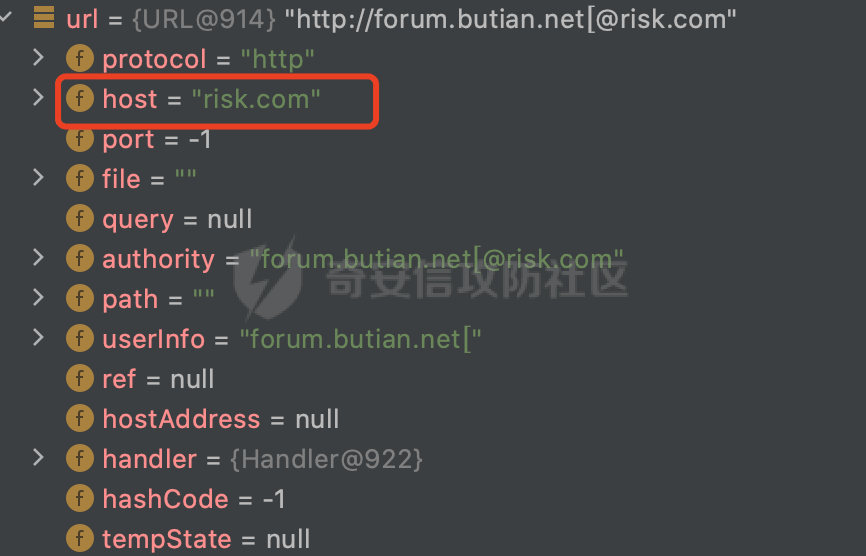 url = {URL@914} "http://forum.butian.net[@risk.com"
f protocol = "http"
f host = "risk.com"
f port = -1
f file = ""
f query = null
f authority = "forum.butian.net[@risk.com"
f path = ""
奇安信攻防社区
f userInfo = "forum.butian.net["
f ref = null
f hostAddress = null
f handler = {Handler@922}
f hashCode = -1
f tempState = null